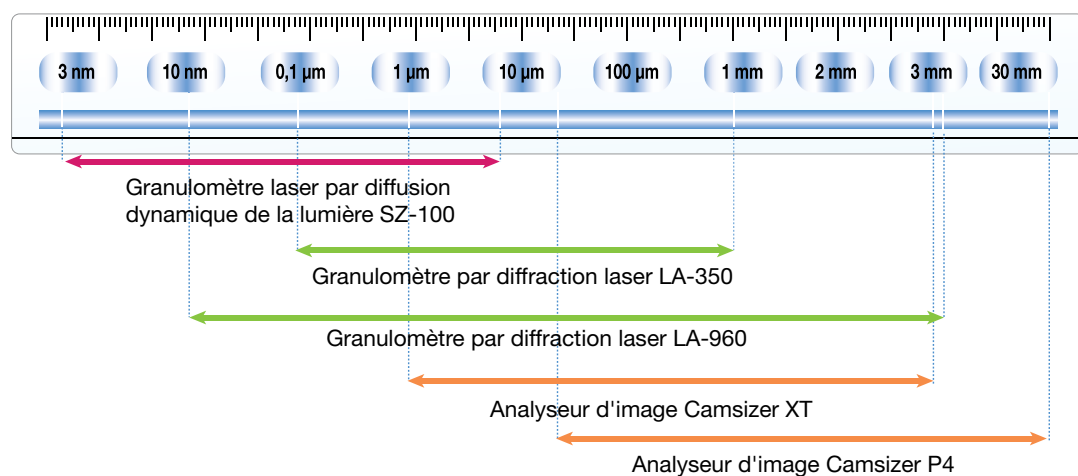 3 nm 10 nm 0,1 µm 1 µm 10 µm 100 µm 1 mm 2 mm 3 mm 30 mm
Granulomètre laser par diffusion
dynamique de la lumière SZ-100
Granulomètre par diffraction laser LA-350
Granulomètre par diffraction laser LA-960
Analyseur d'image Camsizer XT
Analyseur d'image Camsizer P4